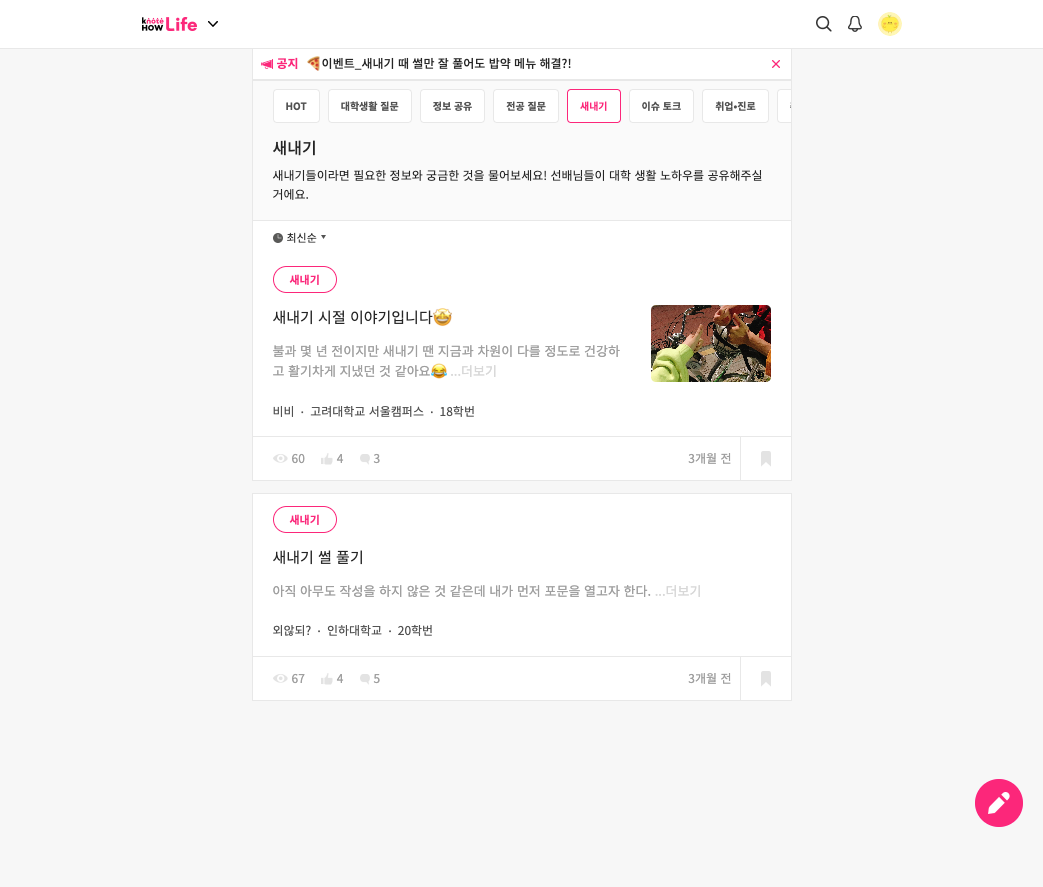 knote
HOW Life
공지 이벤트_새내기 때 썰만 잘 풀어도 밥약 메뉴 해결?!
HOT 대학생활 질문 정보 공유 전공 질문 새내기 이슈 토크 취업•진로
새내기
새내기들이라면 필요한 정보와 궁금한 것을 물어보세요! 선배님들이 대학 생활 노하우를 공유해주실
거에요.
최신순
새내기
새내기 시절 이야기입니다🤩
불과 몇 년 전이지만 새내기 땐 지금과 차원이 다를 정도로 건강하
고 활기차게 지냈던 것 같아요😂 ...더보기
비비 · 고려대학교 서울캠퍼스 · 18학번
60 4 3 3개월 전
새내기
새내기 썰 풀기
아직 아무도 작성을 하지 않은 것 같은데 내가 먼저 포문을 열고자 한다. ...더보기
외않되? · 인하대학교 · 20학번
67 4 5 3개월 전